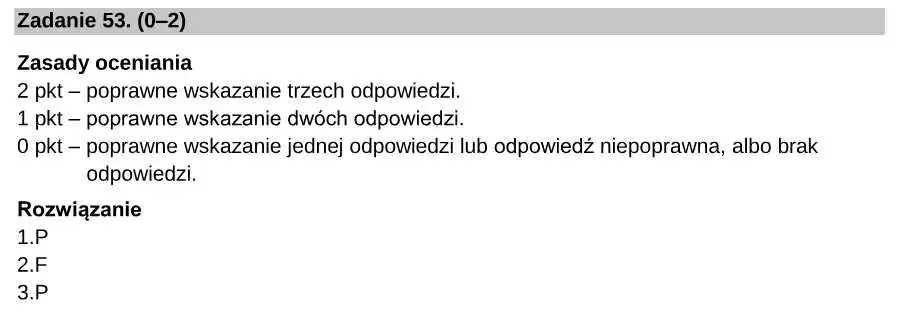 Zadanie 53. (0–2)
Zasady oceniania
2 pkt – poprawne wskazanie trzech odpowiedzi.
1 pkt – poprawne wskazanie dwóch odpowiedzi.
0 pkt – poprawne wskazanie jednej odpowiedzi lub odpowiedź niepoprawna, albo brak
odpowiedzi.
Rozwiązanie
1.P
2.F
3.P